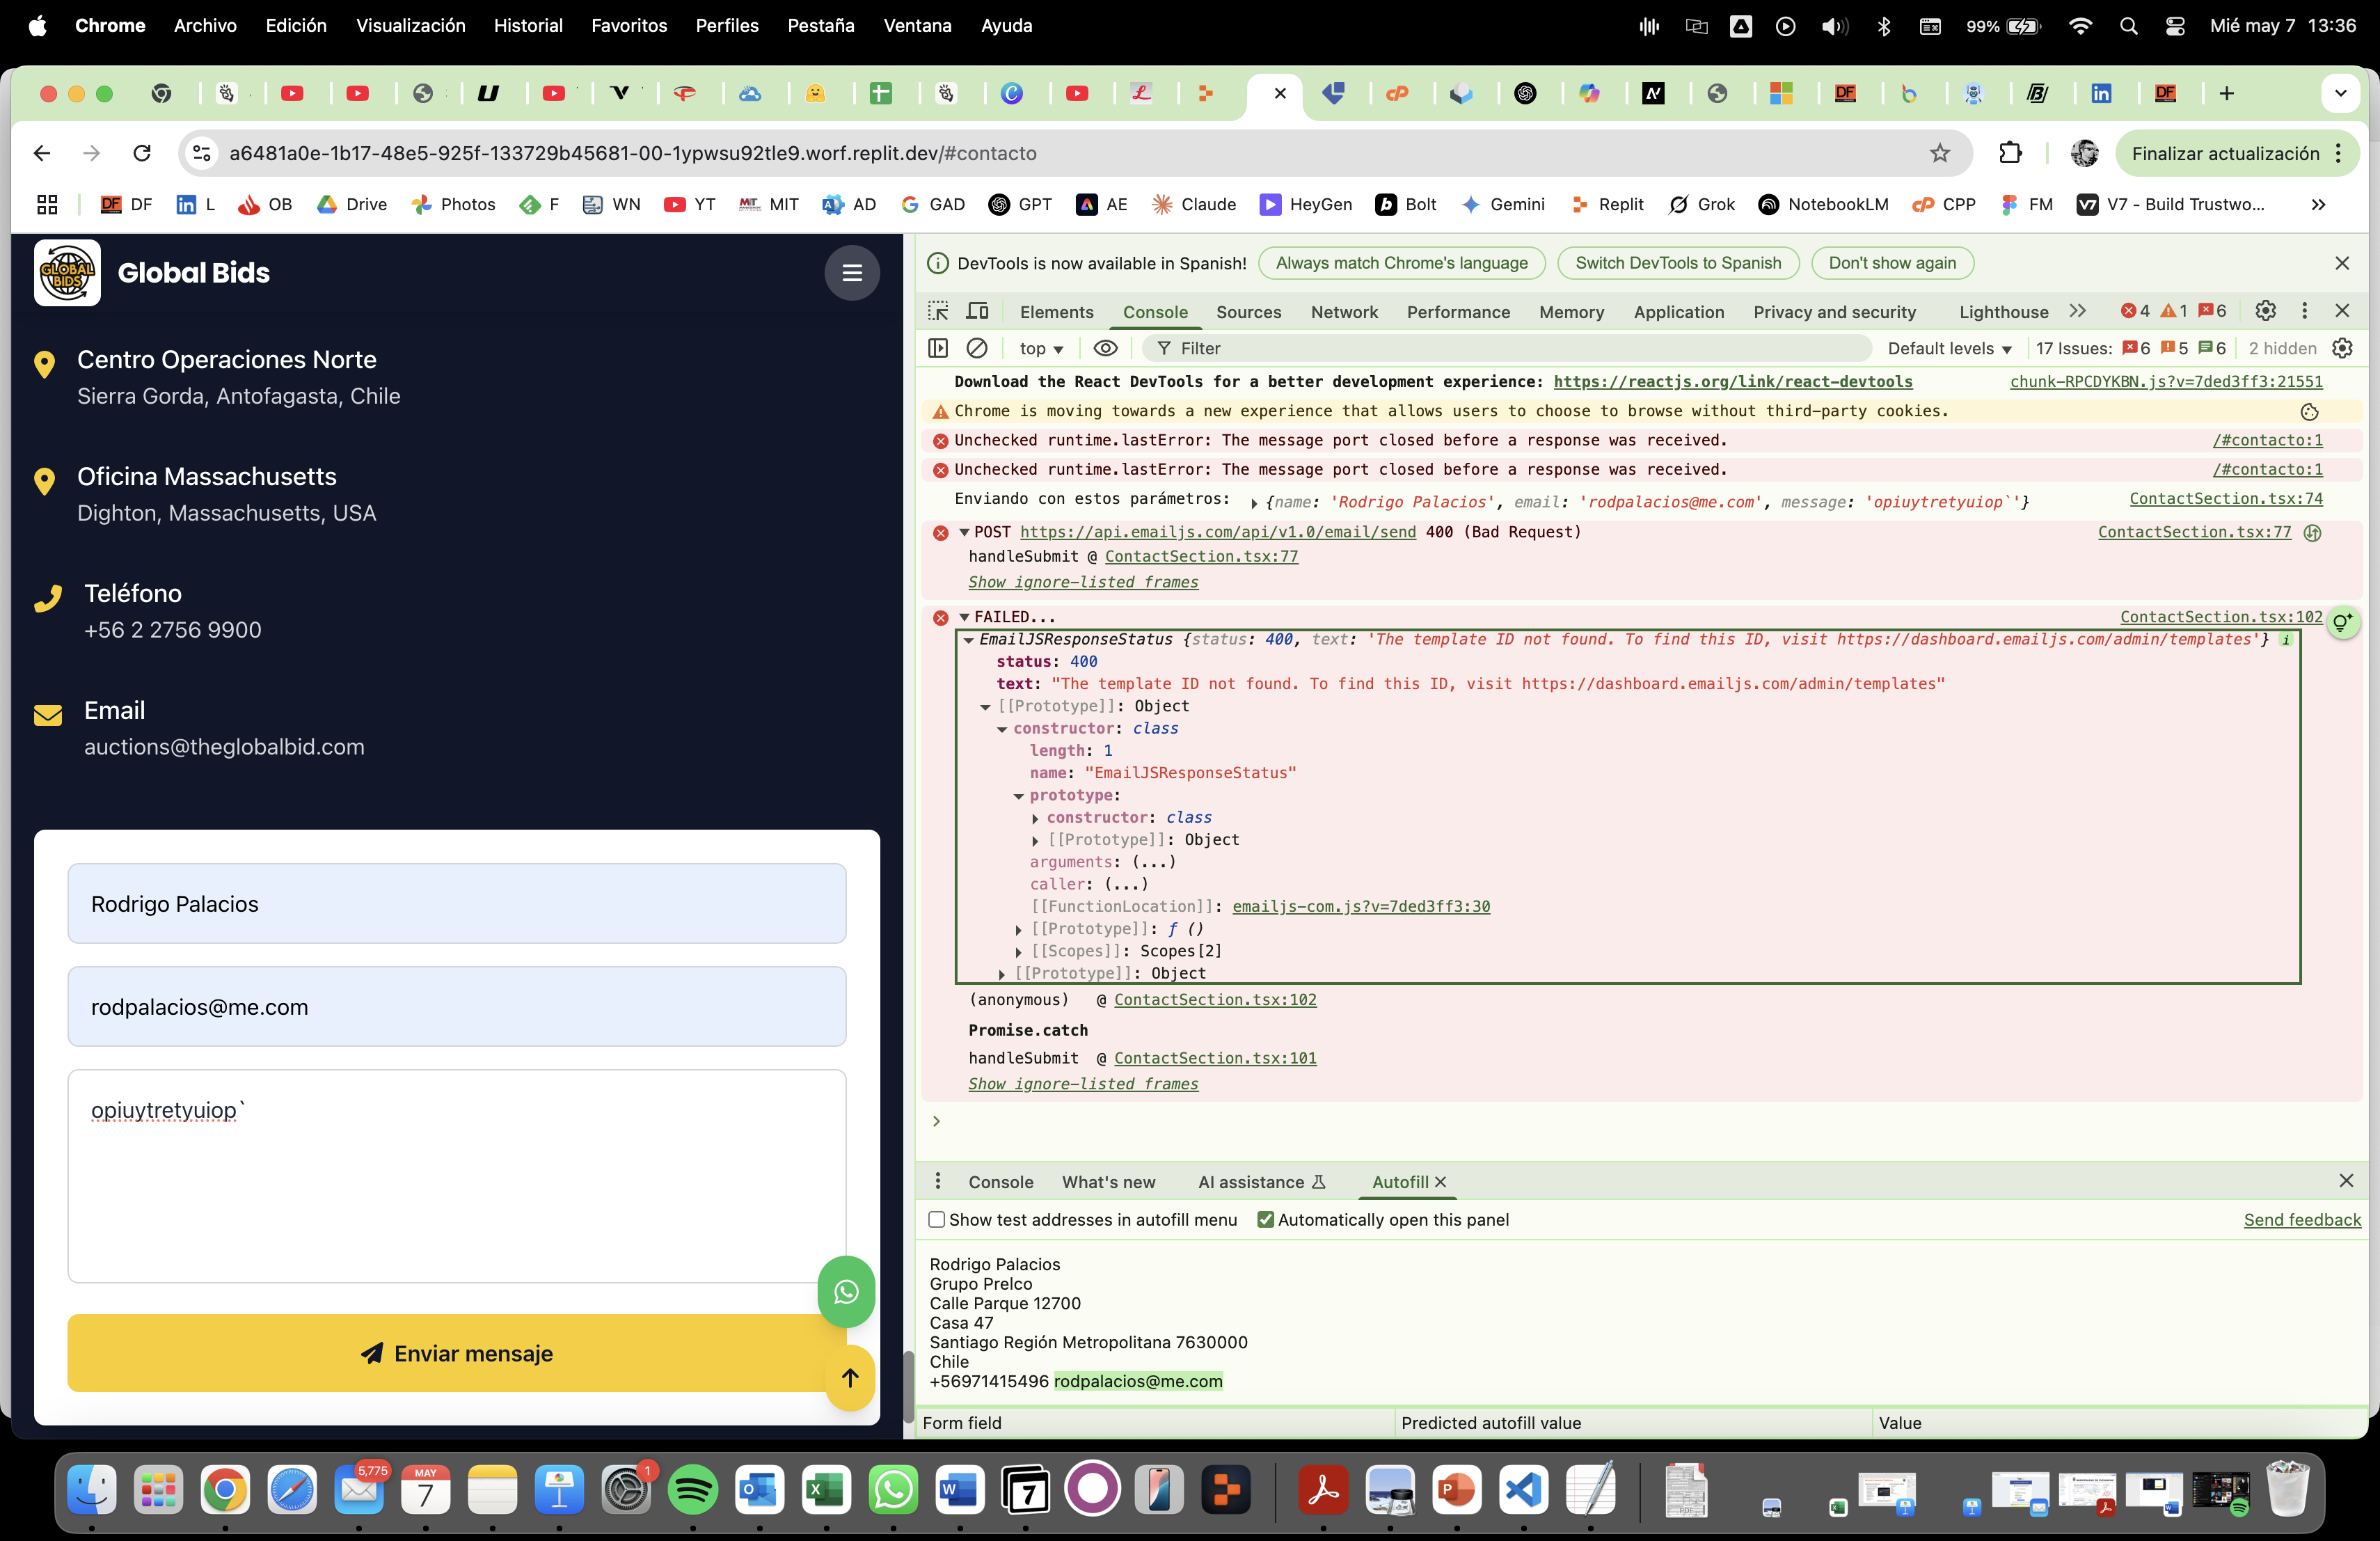 Chrome Archivo Edición Visualización Historial Favoritos Perfiles Pestaña Ventana Ayuda 99% Mié may 7 13:36
a6481a0e-1b17-48e5-925f-133729b45681-00-1ypwsu92tle9.worf.replit.dev/#contacto Finalizar actualización
DF L OB Drive Photos F WN YT MIT AD GAD GPT AE Claude HeyGen Bolt Gemini Replit Grok NotebookLM CPP FM V7 - Build Trustwo...
GLOBAL BIDS
Global Bids
Centro Operaciones Norte
Sierra Gorda, Antofagasta, Chile
Oficina Massachusetts
Dighton, Massachusetts, USA
Teléfono
+56 2 2756 9900
Email
auctions@theglobalbid.com
Rodrigo Palacios
rodpalacios@me.com
opiuytretyuiop`
Enviar mensaje
DevTools is now available in Spanish! Always match Chrome's language Switch DevTools to Spanish Don't show again
Elements Console Sources Network Performance Memory Application Privacy and security Lighthouse 4 1 6
top Filter Default levels 17 Issues: 6 5 6 2 hidden
Download the React DevTools for a better development experience: https://reactjs.org/link/react-devtools chunk-RPCDYKBN.js?v=7ded3ff3:21551
Chrome is moving towards a new experience that allows users to choose to browse without third-party cookies.
Unchecked runtime.lastError: The message port closed before a response was received. /#contacto:1
Unchecked runtime.lastError: The message port closed before a response was received. /#contacto:1
Enviando con estos parámetros: {name: 'Rodrigo Palacios', email: 'rodpalacios@me.com', message: 'opiuytretyuiop`'} ContactSection.tsx:74
POST https://api.emailjs.com/api/v1.0/email/send 400 (Bad Request) ContactSection.tsx:77
handleSubmit @ ContactSection.tsx:77
Show ignore-listed frames
FAILED... ContactSection.tsx:102
EmailJSResponseStatus {status: 400, text: 'The template ID not found. To find this ID, visit https://dashboard.emailjs.com/admin/templates'} i
status: 400
text: "The template ID not found. To find this ID, visit https://dashboard.emailjs.com/admin/templates"
[[Prototype]]: Object
constructor: class
length: 1
name: "EmailJSResponseStatus"
prototype:
constructor: class
[[Prototype]]: Object
arguments: (...)
caller: (...)
[[FunctionLocation]]: emailjs-com.js?v=7ded3ff3:30
[[Prototype]]: ƒ ()
[[Scopes]]: Scopes[2]
[[Prototype]]: Object
(anonymous) @ ContactSection.tsx:102
Promise.catch
handleSubmit @ ContactSection.tsx:101
Show ignore-listed frames
Console What's new AI assistance Autofill
Show test addresses in autofill menu Automatically open this panel Send feedback
Rodrigo Palacios
Grupo Prelco
Calle Parque 12700
Casa 47
Santiago Región Metropolitana 7630000
Chile
+56971415496 rodpalacios@me.com
Form field Predicted autofill value Value
5,775 MAY 7 1 7